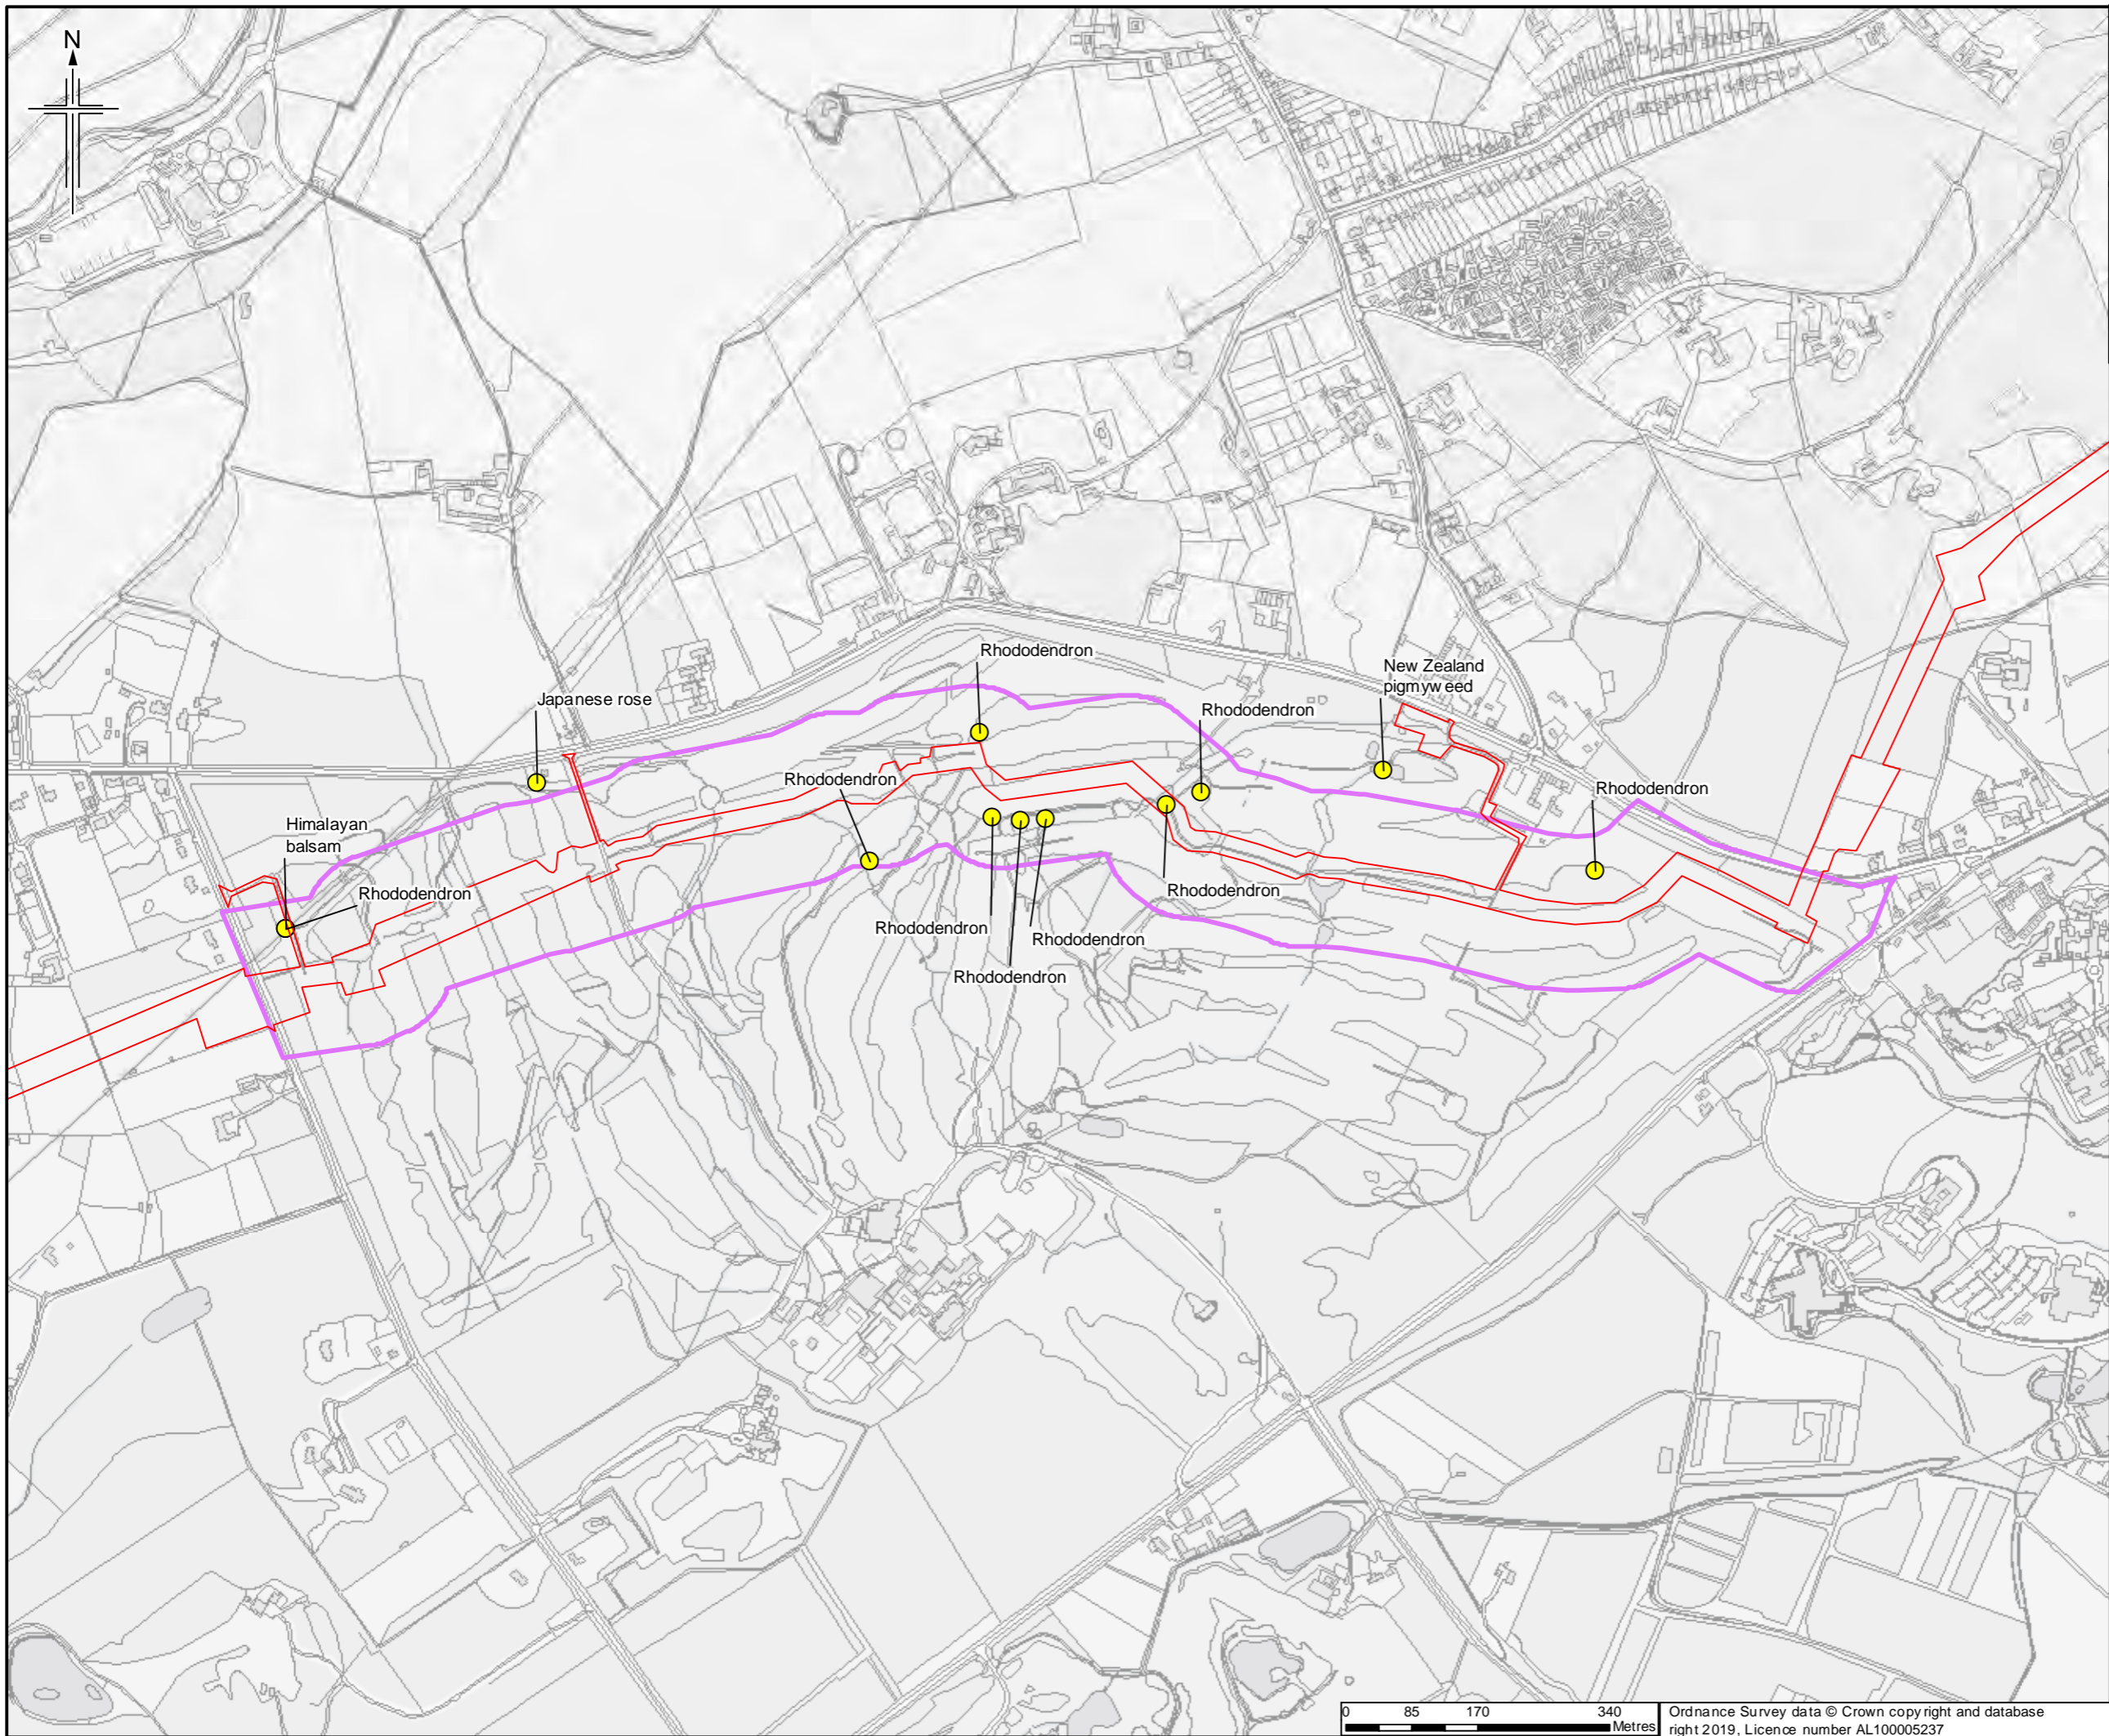 N
Rhododendron
New Zealand
pigmyweed
Japanese rose
Rhododendron
Rhododendron
Rhododendron
Himalayan
balsam
Rhododendron
Rhododendron
Rhododendron
Rhododendron
Rhododendron
Rhododendron
0 85 170 340
Metres
Ordnance Survey data © Crown copyright and database
right 2019, Licence number AL100005237